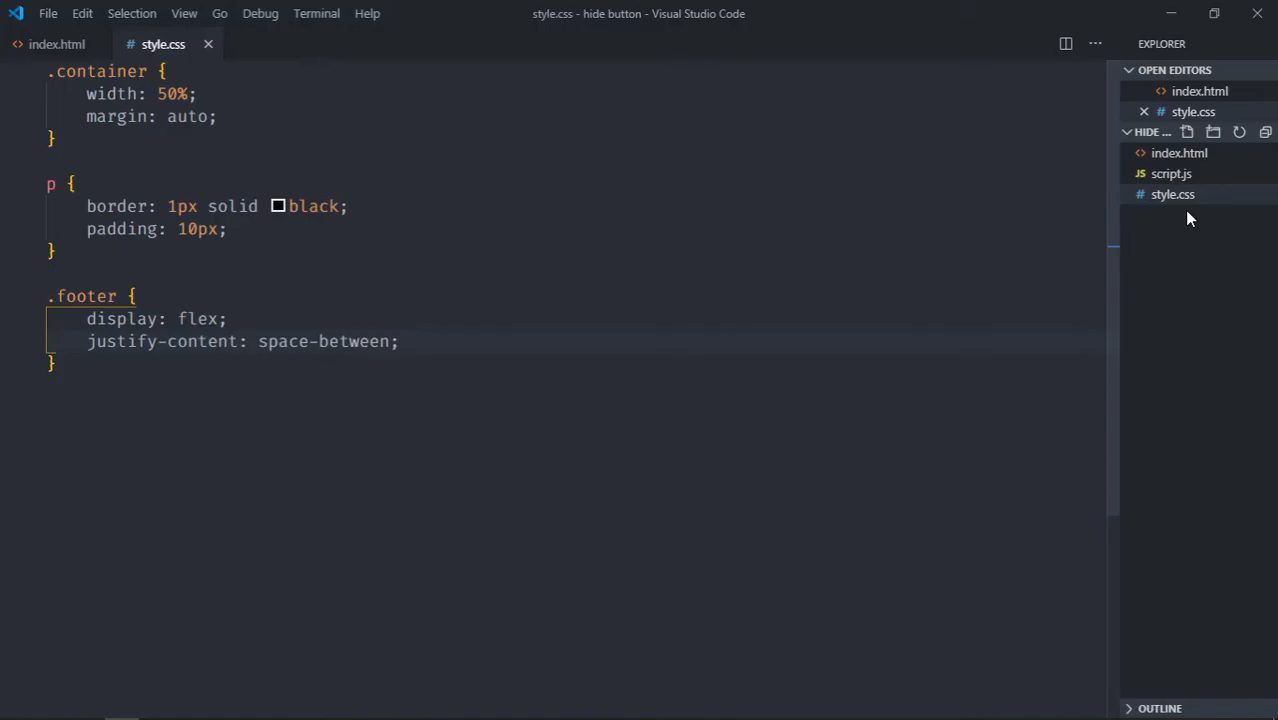 File Edit Selection View Go Debug Terminal Help style.css - hide button - Visual Studio Code
index.html style.css
.container {
width: 50%;
margin: auto;
}
p {
border: 1px solid black;
padding: 10px;
}
.footer {
display: flex;
justify-content: space-between;
}
EXPLORER
OPEN EDITORS
<> index.html
# style.css
HIDE ...
<> index.html
JS script.js
# style.css
OUTLINE